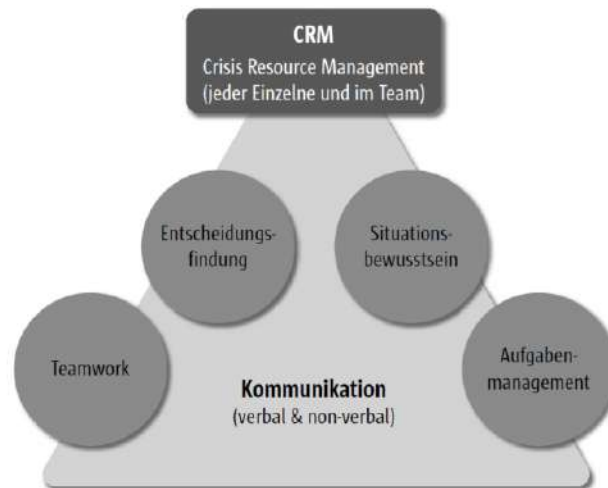 CRM
Crisis Resource Management
(jeder Einzelne und im Team)
Entscheidungs-
findung
Situations-
bewusstsein
Teamwork
Aufgaben-
management
Kommunikation
(verbal & non-verbal)